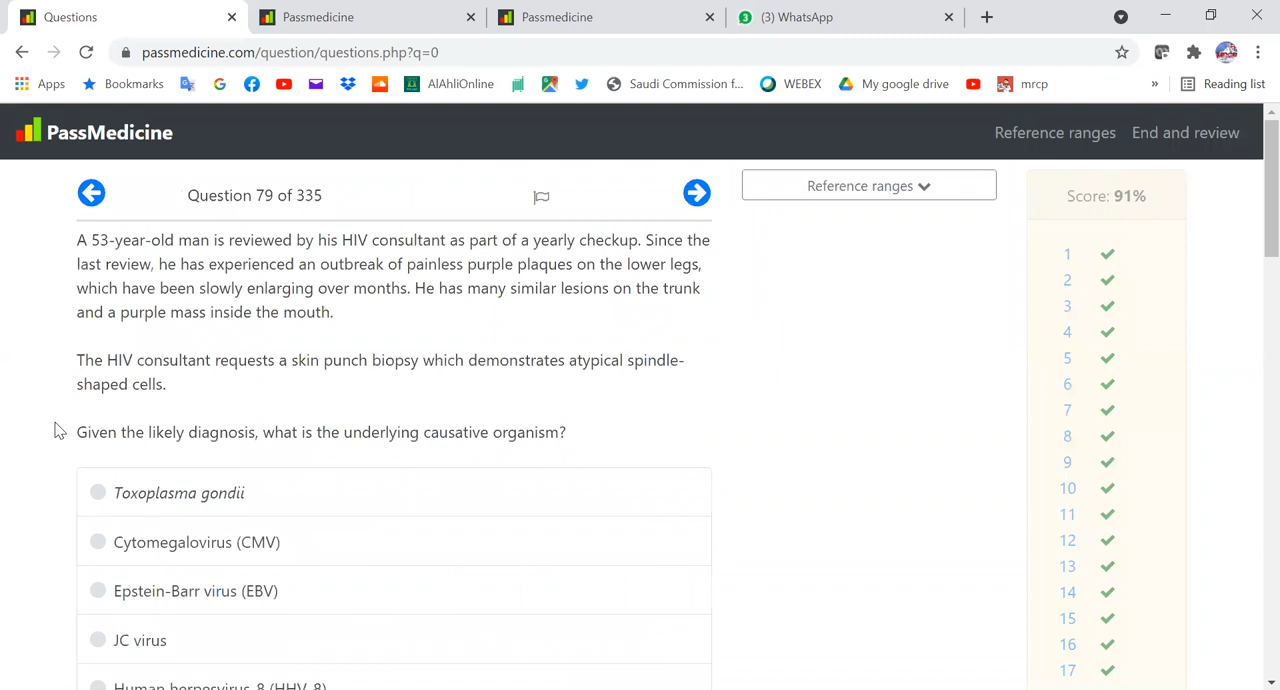 Questions
Passmedicine
Passmedicine
(3) WhatsApp
passmedicine.com/question/questions.php?q=0
Apps
Bookmarks
AlAhliOnline
Saudi Commission f...
WEBEX
My google drive
mrcp
»
Reading list
PassMedicine
Reference ranges
End and review
Question 79 of 335
Reference ranges
Score: 91%
A 53-year-old man is reviewed by his HIV consultant as part of a yearly checkup. Since the
last review, he has experienced an outbreak of painless purple plaques on the lower legs,
which have been slowly enlarging over months. He has many similar lesions on the trunk
and a purple mass inside the mouth.
The HIV consultant requests a skin punch biopsy which demonstrates atypical spindle-
shaped cells.
Given the likely diagnosis, what is the underlying causative organism?
Toxoplasma gondii
Cytomegalovirus (CMV)
Epstein-Barr virus (EBV)
JC virus
Human herpesvirus-8 (HHV-8)
1
2
3
4
5
6
7
8
9
10
11
12
13
14
15
16
17